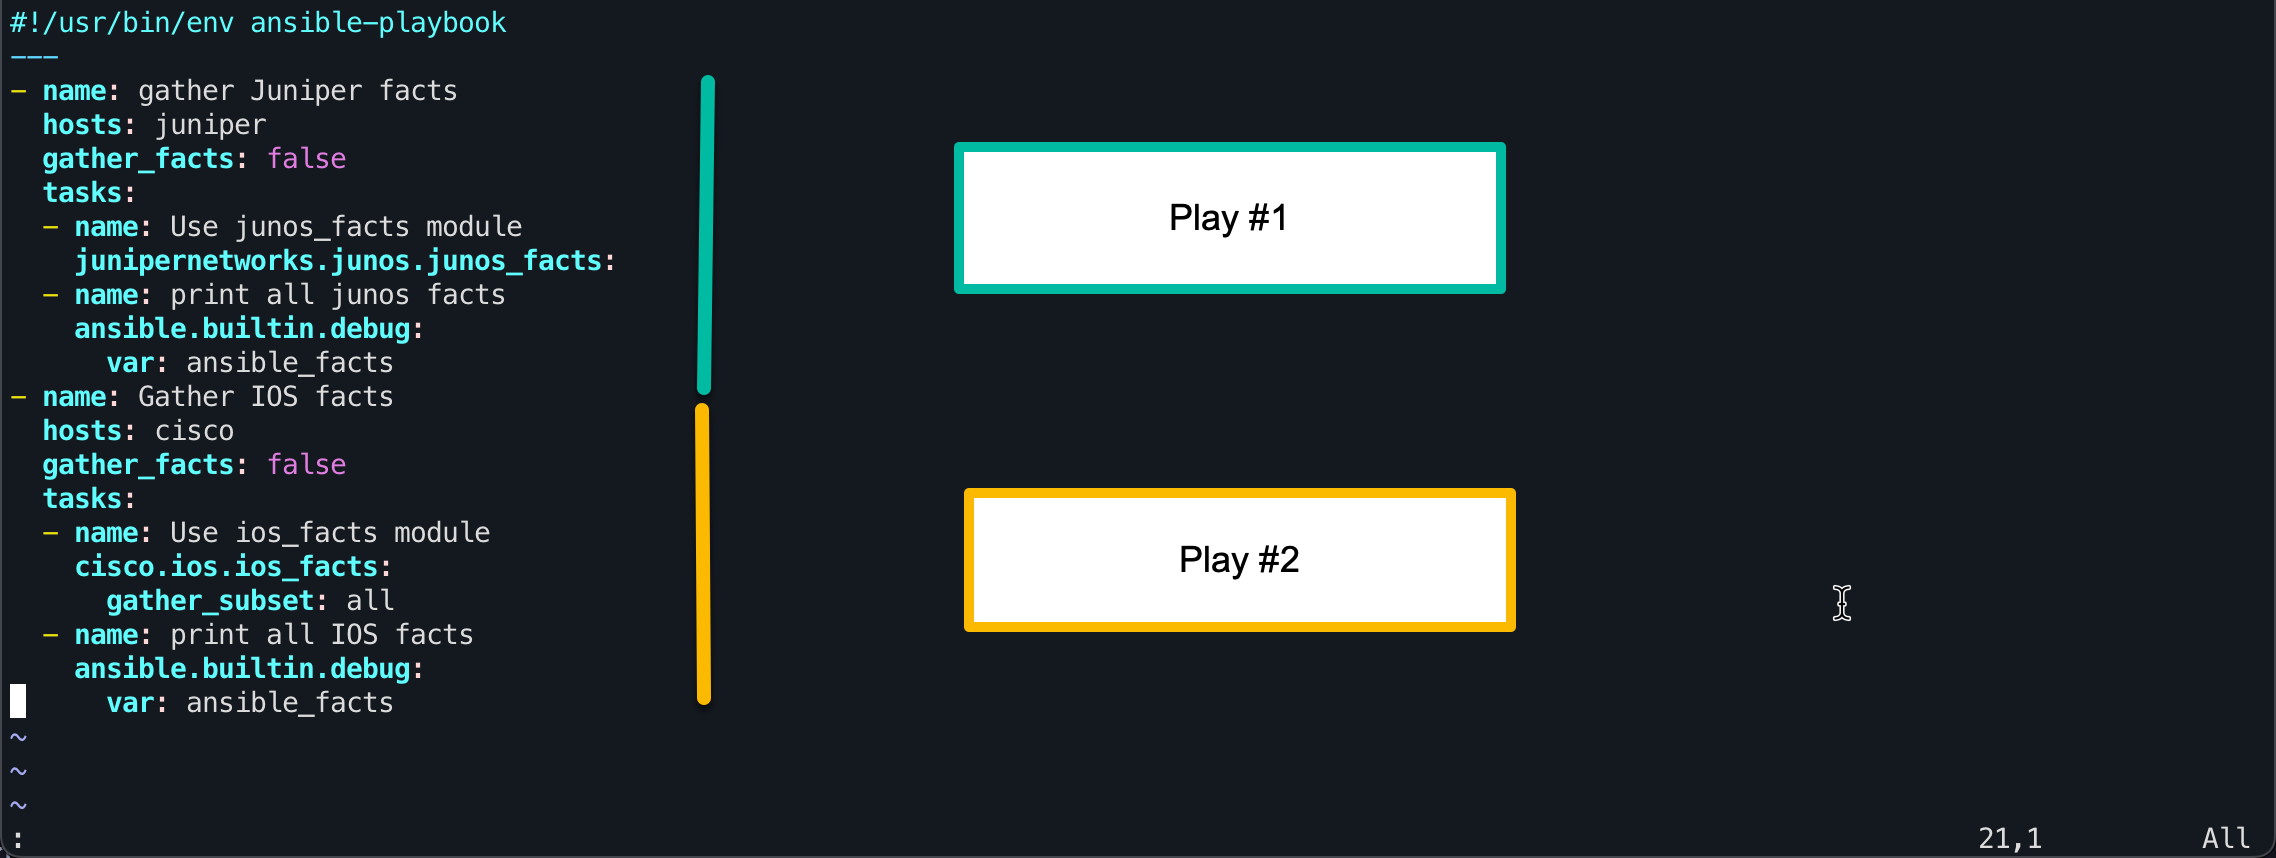 #!/usr/bin/env ansible-playbook
---
- name: gather Juniper facts
  hosts: juniper
  gather_facts: false
  tasks:
  - name: Use junos_facts module
    junipernetworks.junos.junos_facts:
  - name: print all junos facts
    ansible.builtin.debug:
      var: ansible_facts
- name: Gather IOS facts
  hosts: cisco
  gather_facts: false
  tasks:
  - name: Use ios_facts module
    cisco.ios.ios_facts:
      gather_subset: all
  - name: print all IOS facts
    ansible.builtin.debug:
      var: ansible_facts
~
~
~
:
21,1 All
Play #1
Play #2